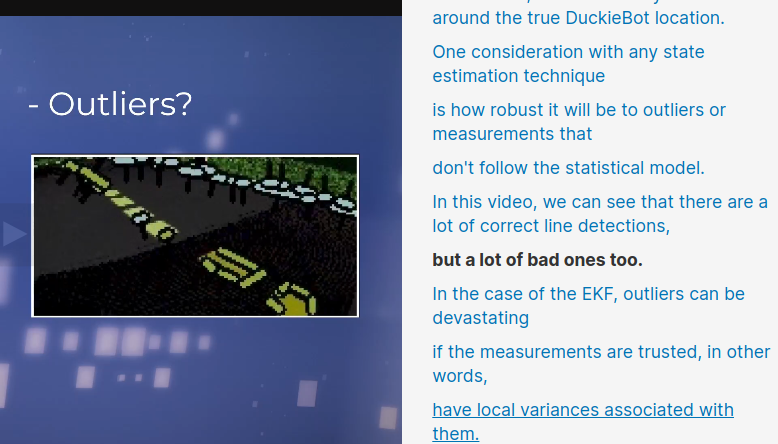 - Outliers?
around the true DuckieBot location.
One consideration with any state
estimation technique
is how robust it will be to outliers or
measurements that
don't follow the statistical model.
In this video, we can see that there are a
lot of correct line detections,
but a lot of bad ones too.
In the case of the EKF, outliers can be
devastating
if the measurements are trusted, in other
words,
have local variances associated with
them.